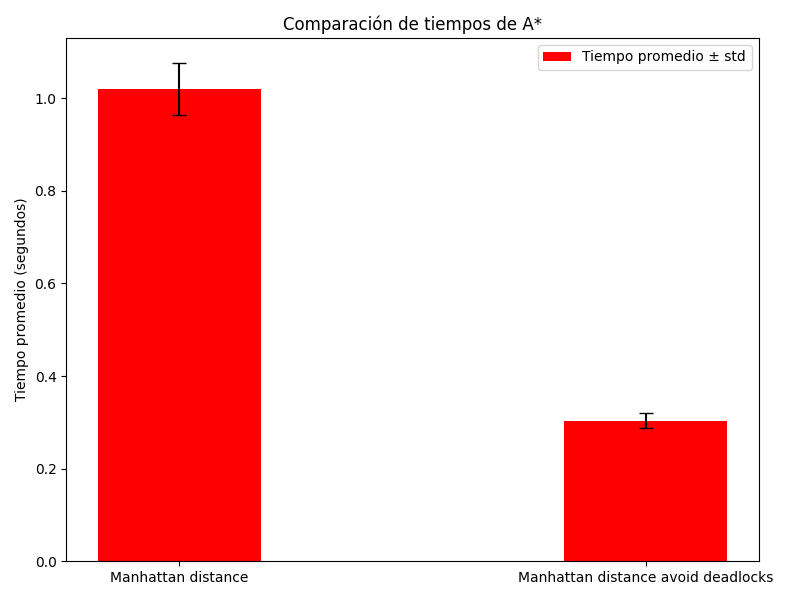 Comparación de tiempos de A*
Tiempo promedio ± std
Tiempo promedio (segundos)
1.0
0.8
0.6
0.4
0.2
0.0
Manhattan distance
Manhattan distance avoid deadlocks